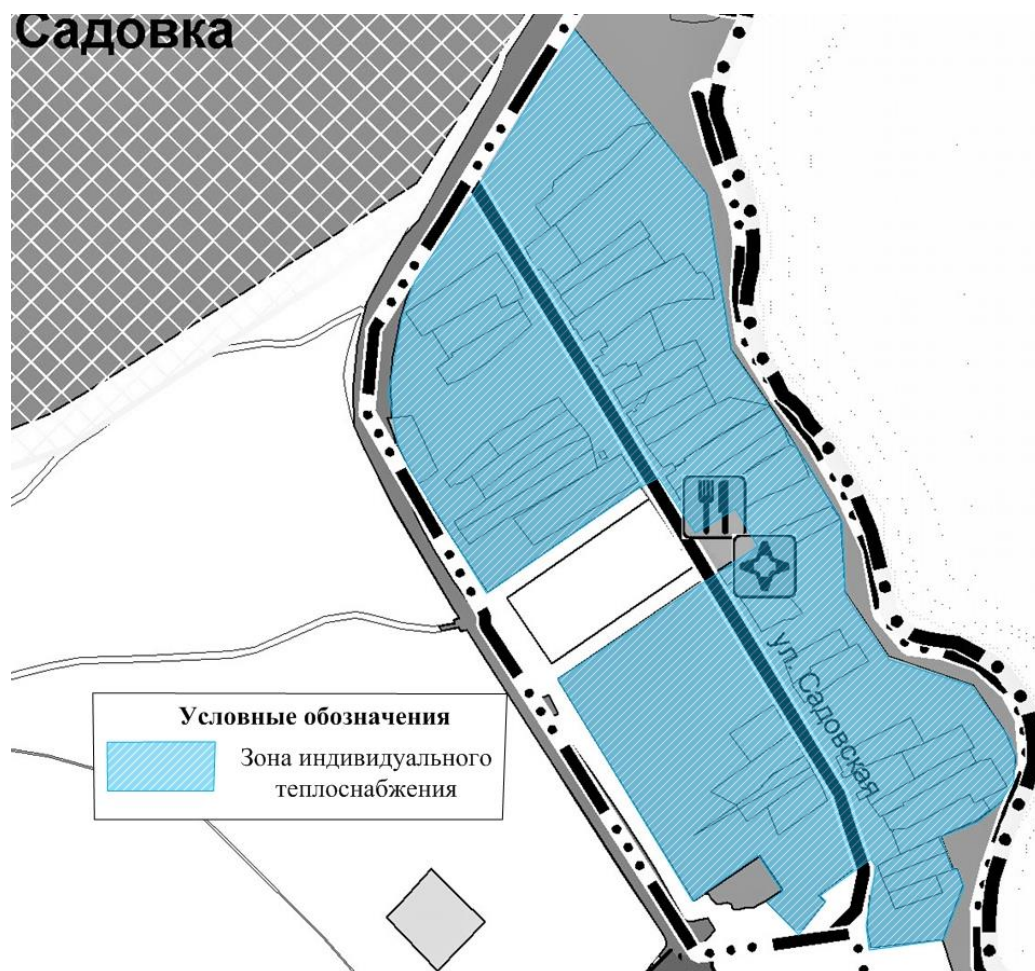 Садовка
ул. Садовская
Условные обозначения
Зона индивидуального
теплоснабжения